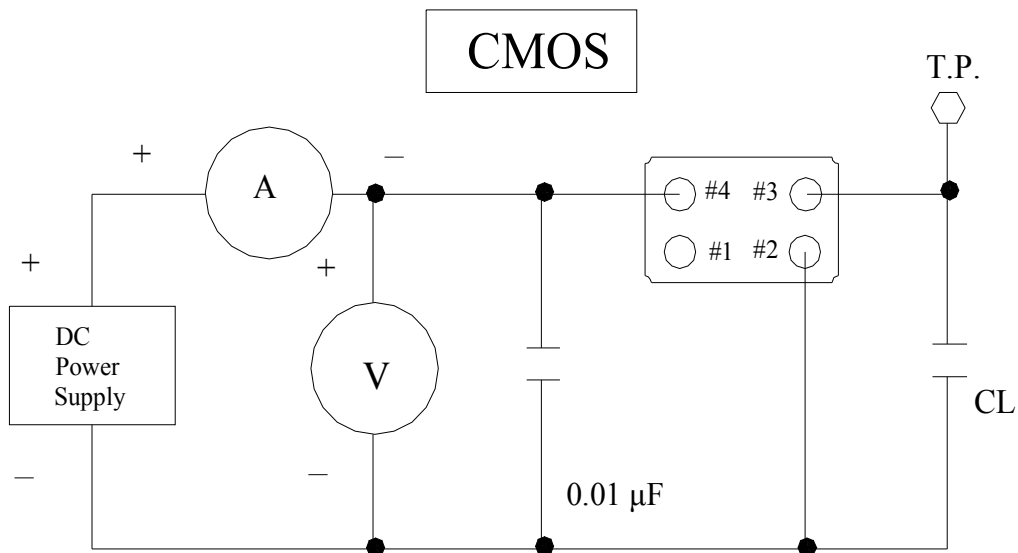 CMOS
T.P.
+
–
A
#4 #3
#1 #2
+
+
DC
Power
Supply
V
CL
–
–
0.01 μF